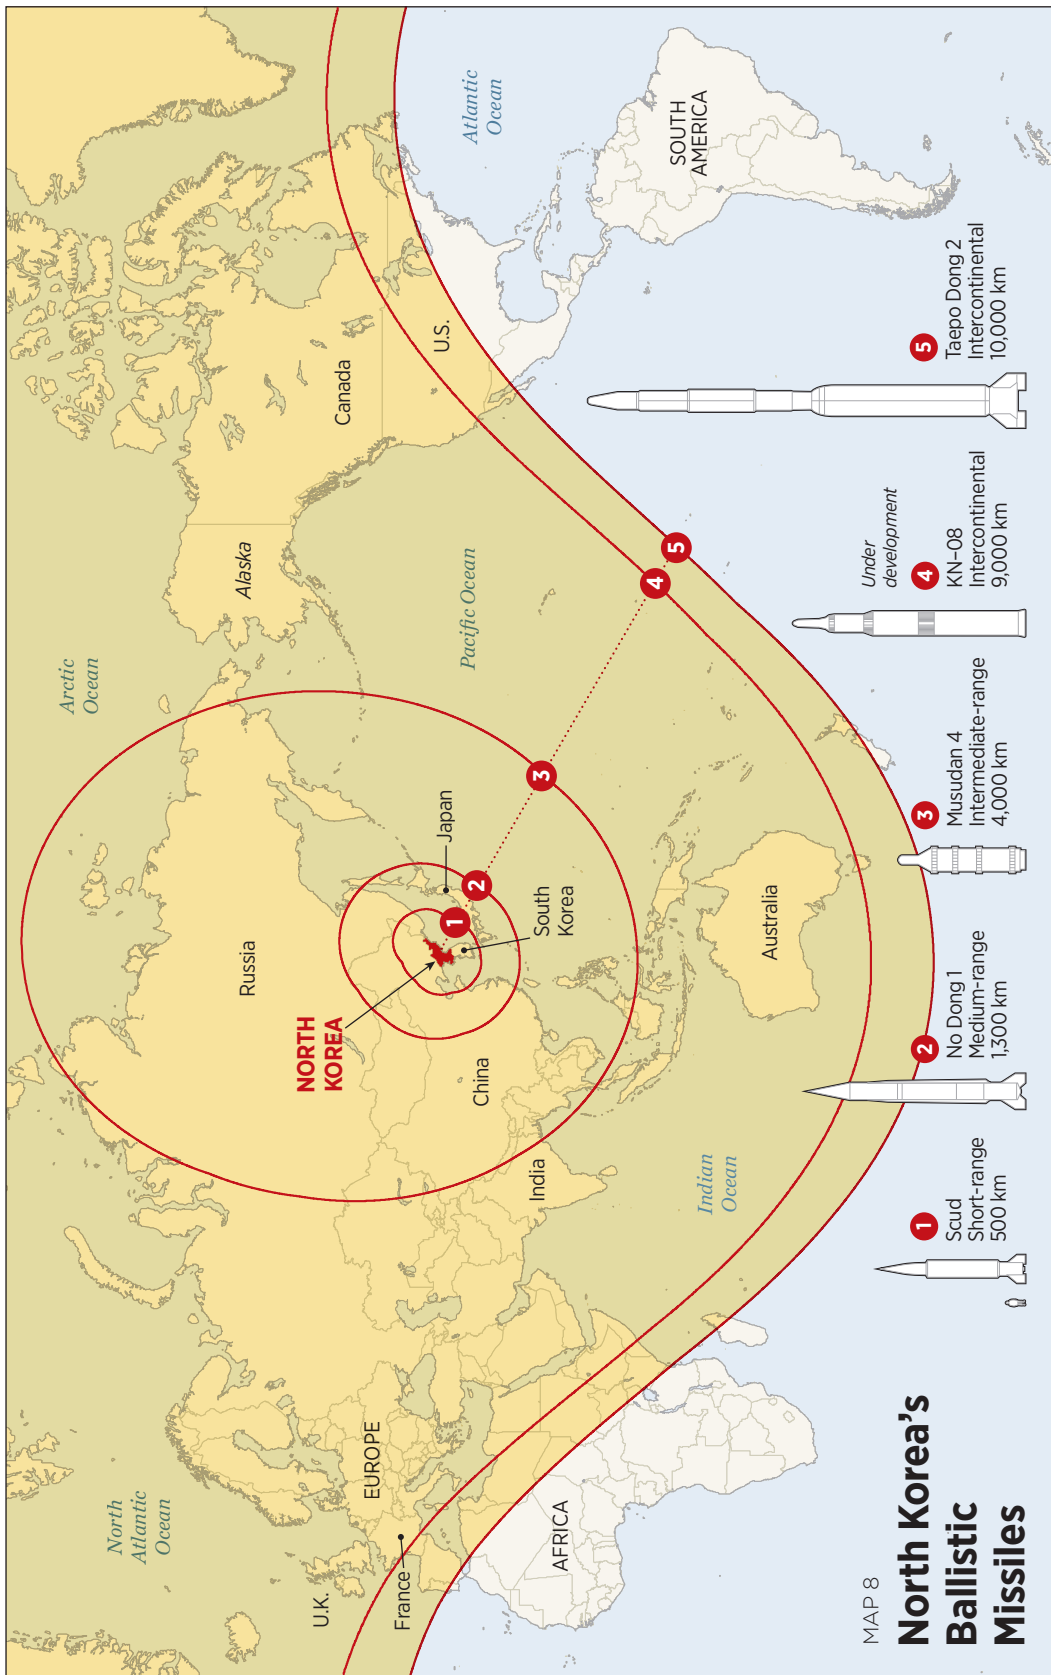 MAP 8
North Korea's
Ballistic
Missiles
North
Atlantic
Ocean
Arctic
Ocean
Atlantic
Ocean
Pacific Ocean
Indian
Ocean
U.K.
France
EUROPE
AFRICA
Russia
NORTH
KOREA
China
India
Japan
South
Korea
Australia
Alaska
Canada
U.S.
SOUTH
AMERICA
1
2
3
4
5
1
Scud
Short-range
500 km
2
No Dong 1
Medium-range
1,300 km
3
Musudan 4
Intermediate-range
4,000 km
Under
development
4
KN–08
Intercontinental
9,000 km
5
Taepo Dong 2
Intercontinental
10,000 km